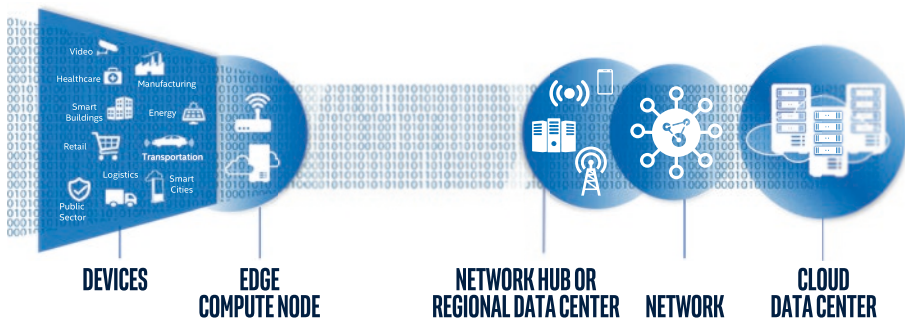 Video
Healthcare
Manufacturing
Smart
Buildings
Energy
Retail
Transportation
Logistics
Smart
Cities
Public
Sector
DEVICES
EDGE
COMPUTE NODE
NETWORK HUB OR
REGIONAL DATA CENTER
NETWORK
CLOUD
DATA CENTER